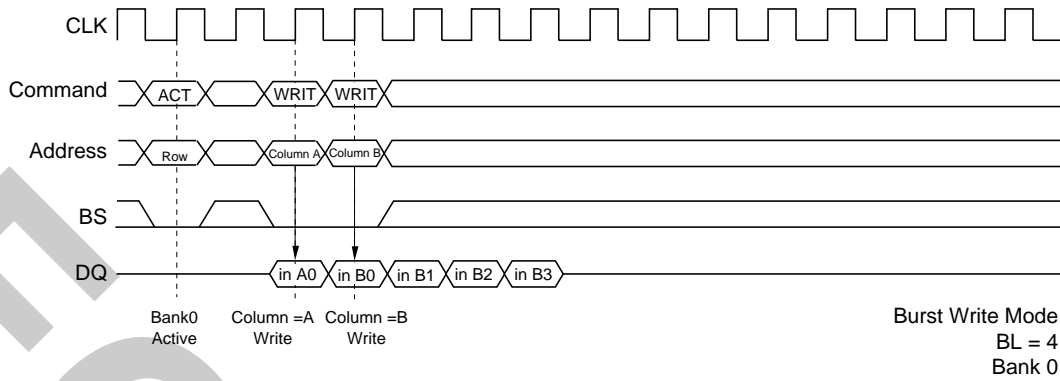 CLK
Command ACT WRIT WRIT
Address Row Column A Column B
BS
DQ in A0 in B0 in B1 in B2 in B3
Bank0 Column =A Column =B
Active Write Write
Burst Write Mode
BL = 4
Bank 0